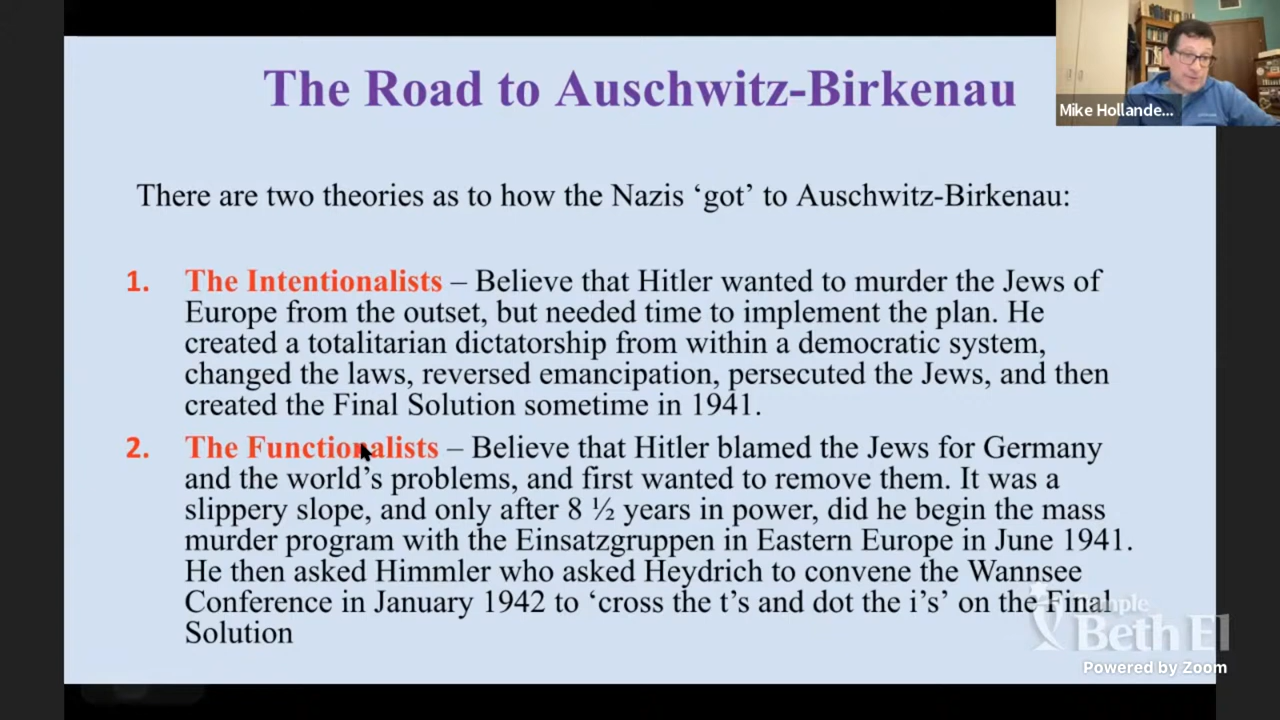 The Road to Auschwitz-Birkenau
Mike Hollande...
There are two theories as to how the Nazis ‘got’ to Auschwitz-Birkenau:
1. The Intentionalists – Believe that Hitler wanted to murder the Jews of
Europe from the outset, but needed time to implement the plan. He
created a totalitarian dictatorship from within a democratic system,
changed the laws, reversed emancipation, persecuted the Jews, and then
created the Final Solution sometime in 1941.
2. The Functionalists – Believe that Hitler blamed the Jews for Germany
and the world’s problems, and first wanted to remove them. It was a
slippery slope, and only after 8 ½ years in power, did he begin the mass
murder program with the Einsatzgruppen in Eastern Europe in June 1941.
He then asked Himmler who asked Heydrich to convene the Wannsee
Conference in January 1942 to ‘cross the t’s and dot the i’s’ on the Final
Solution
Temple
Beth El
Powered by Zoom